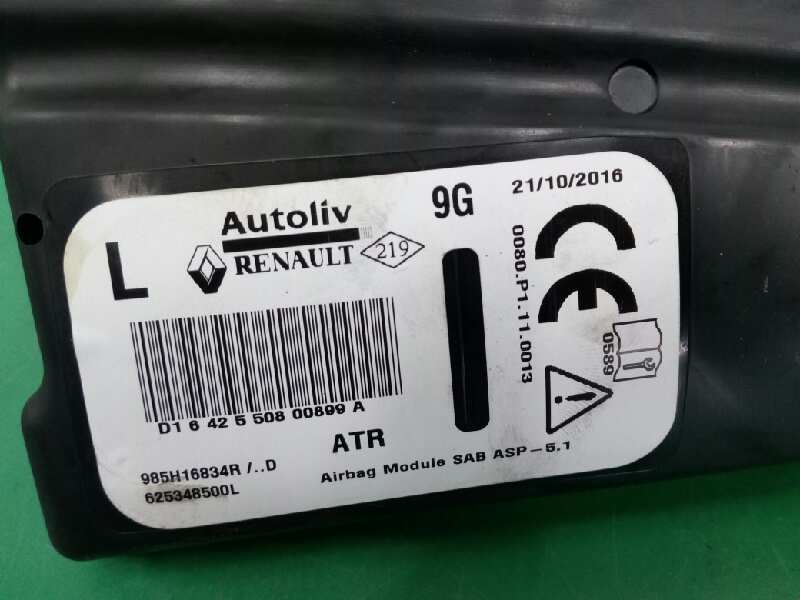 L
Autoliv
RENAULT
219
9G
21/10/2016
CE
0080.P1.11.0013
0589
D1 6 42 5 508 00899 A
985H16834R /..D
625348500L
ATR
Airbag Module SAB ASP-5.1